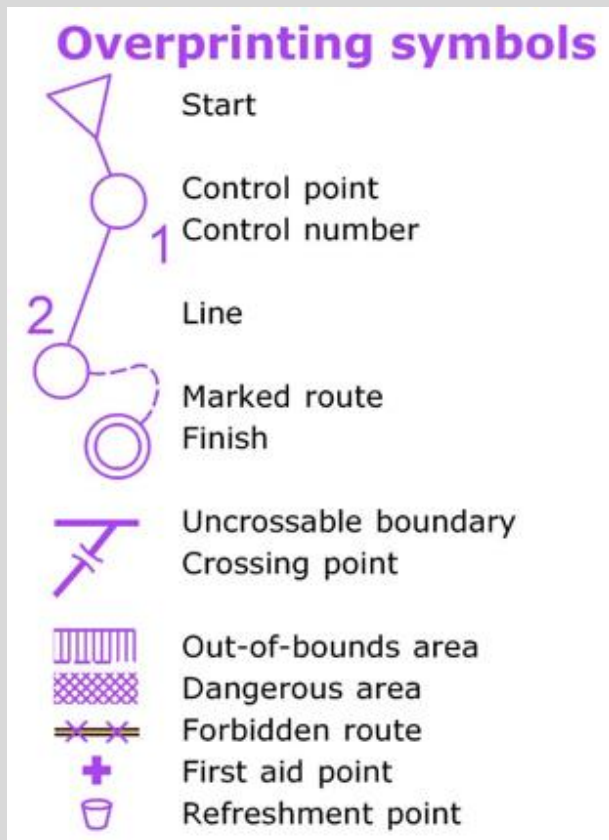 Overprinting symbols
Start
Control point
1 Control number
2 Line
Marked route
Finish
Uncrossable boundary
Crossing point
Out-of-bounds area
Dangerous area
Forbidden route
First aid point
Refreshment point